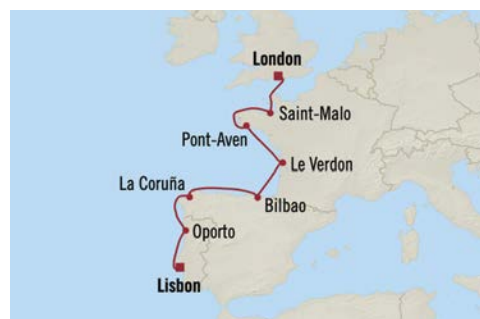 London
Saint-Malo
Pont-Aven
Le Verdon
La Coruña
Bilbao
Oporto
Lisbon